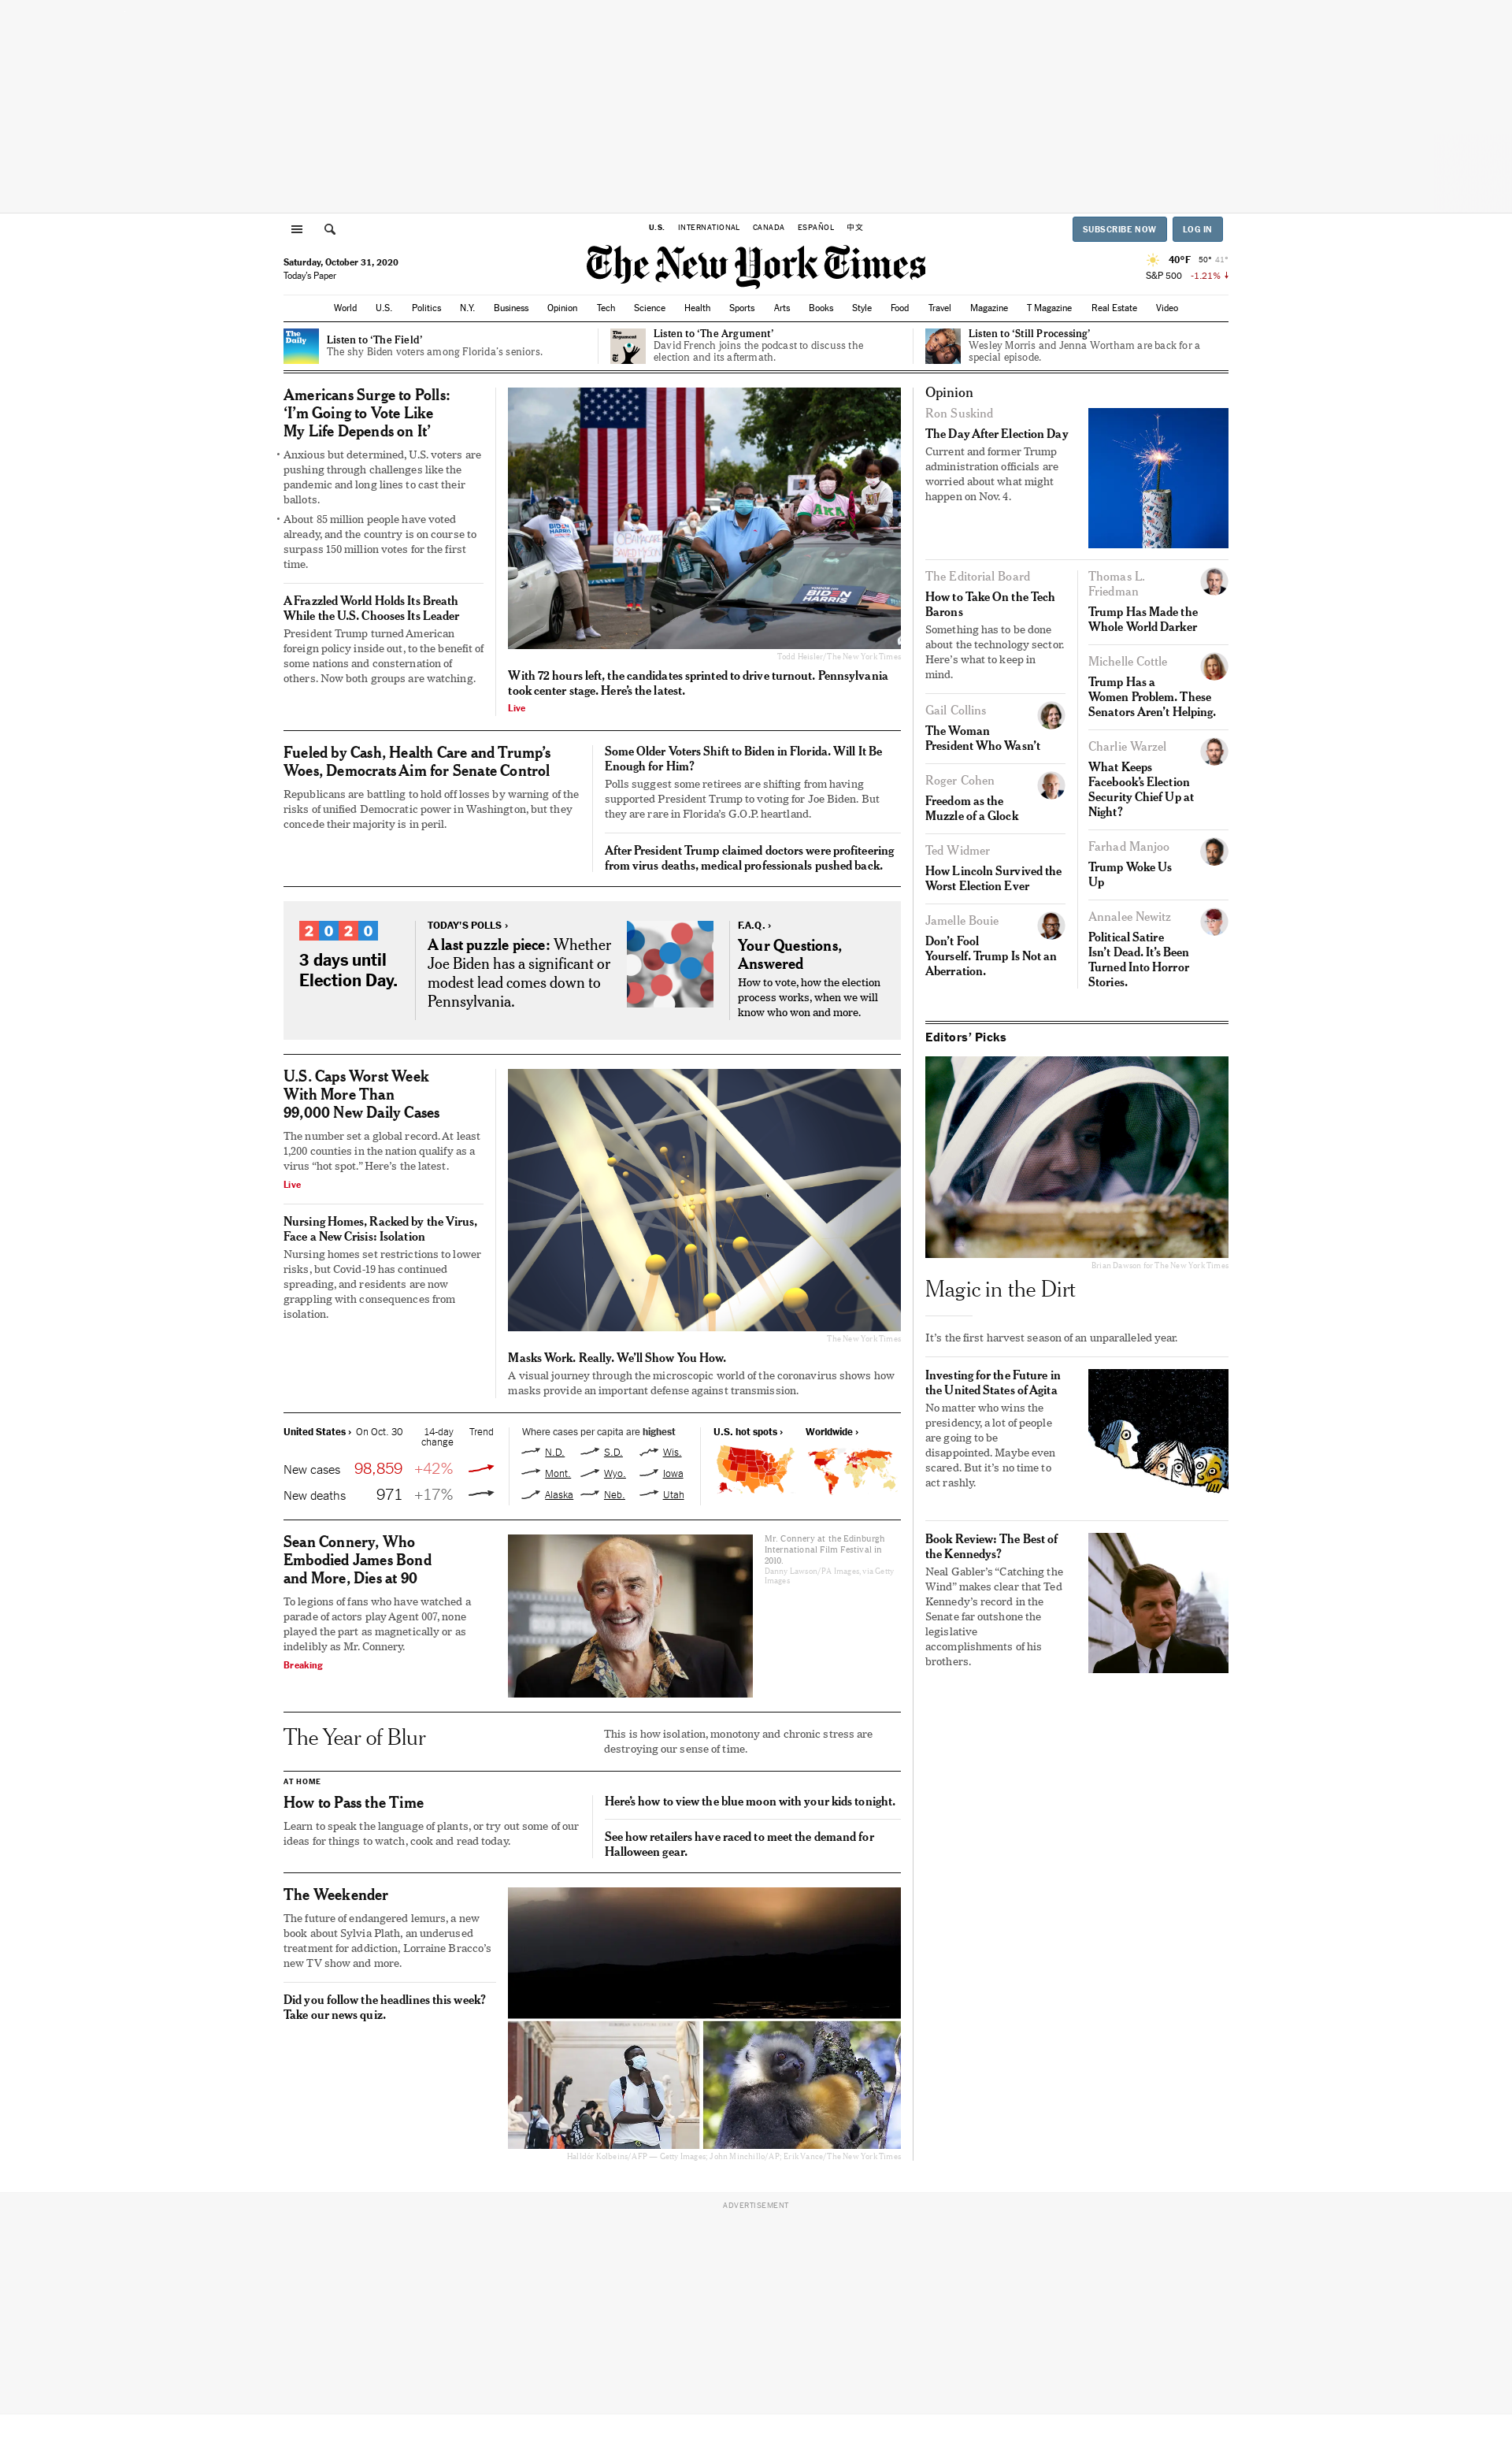 U.S. INTERNATIONAL CANADA ESPAÑOL 中文
SUBSCRIBE NOW LOG IN
Saturday, October 31, 2020
Today's Paper
The New York Times
40°F 50° 41°
S&P 500 -1.21%
World U.S. Politics N.Y. Business Opinion Tech Science Health Sports Arts Books Style Food Travel Magazine T Magazine Real Estate Video
The
Daily
Listen to ‘The Field’
The shy Biden voters among Florida's seniors.
The
Argument
Listen to ‘The Argument’
David French joins the podcast to discuss the
election and its aftermath.
Listen to ‘Still Processing’
Wesley Morris and Jenna Wortham are back for a
special episode.
Americans Surge to Polls:
‘I’m Going to Vote Like
My Life Depends on It’
• Anxious but determined, U.S. voters are
pushing through challenges like the
pandemic and long lines to cast their
ballots.
• About 85 million people have voted
already, and the country is on course to
surpass 150 million votes for the first
time.
A Frazzled World Holds Its Breath
While the U.S. Chooses Its Leader
President Trump turned American
foreign policy inside out, to the benefit of
some nations and consternation of
others. Now both groups are watching.
BIDEN
HARRIS
OBAMACARE
SAVED MY SON
AKA
BIDEN
HARRIS
Todd Heisler/The New York Times
With 72 hours left, the candidates sprinted to drive turnout. Pennsylvania
took center stage. Here’s the latest.
Live
Fueled by Cash, Health Care and Trump’s
Woes, Democrats Aim for Senate Control
Republicans are battling to hold off losses by warning of the
risks of unified Democratic power in Washington, but they
concede their majority is in peril.
Some Older Voters Shift to Biden in Florida. Will It Be
Enough for Him?
Polls suggest some retirees are shifting from having
supported President Trump to voting for Joe Biden. But
they are rare in Florida’s G.O.P. heartland.
After President Trump claimed doctors were profiteering
from virus deaths, medical professionals pushed back.
2020
3 days until
Election Day.
TODAY’S POLLS ›
A last puzzle piece: Whether
Joe Biden has a significant or
modest lead comes down to
Pennsylvania.
F.A.Q. ›
Your Questions,
Answered
How to vote, how the election
process works, when we will
know who won and more.
U.S. Caps Worst Week
With More Than
99,000 New Daily Cases
The number set a global record. At least
1,200 counties in the nation qualify as a
virus “hot spot.” Here’s the latest.
Live
Nursing Homes, Racked by the Virus,
Face a New Crisis: Isolation
Nursing homes set restrictions to lower
risks, but Covid-19 has continued
spreading, and residents are now
grappling with consequences from
isolation.
The New York Times
Masks Work. Really. We’ll Show You How.
A visual journey through the microscopic world of the coronavirus shows how
masks provide an important defense against transmission.
United States › On Oct. 30 14-day
change Trend
New cases 98,859 +42%
New deaths 971 +17%
Where cases per capita are highest
N.D. S.D. Wis.
Mont. Wyo. Iowa
Alaska Neb. Utah
U.S. hot spots › Worldwide ›
Sean Connery, Who
Embodied James Bond
and More, Dies at 90
To legions of fans who have watched a
parade of actors play Agent 007, none
played the part as magnetically or as
indelibly as Mr. Connery.
Breaking
Mr. Connery at the Edinburgh
International Film Festival in
2010.
Danny Lawson/PA Images, via Getty
Images
The Year of Blur
This is how isolation, monotony and chronic stress are
destroying our sense of time.
AT HOME
How to Pass the Time
Learn to speak the language of plants, or try out some of our
ideas for things to watch, cook and read today.
Here’s how to view the blue moon with your kids tonight.
See how retailers have raced to meet the demand for
Halloween gear.
The Weekender
The future of endangered lemurs, a new
book about Sylvia Plath, an underused
treatment for addiction, Lorraine Bracco’s
new TV show and more.
Did you follow the headlines this week?
Take our news quiz.
Halldór Kolbeins/AFP — Getty Images; John Minchillo/AP; Erik Vance/The New York Times
Opinion
Ron Suskind
The Day After Election Day
Current and former Trump
administration officials are
worried about what might
happen on Nov. 4.
The Editorial Board
How to Take On the Tech
Barons
Something has to be done
about the technology sector.
Here’s what to keep in
mind.
Gail Collins
The Woman
President Who Wasn’t
Roger Cohen
Freedom as the
Muzzle of a Glock
Ted Widmer
How Lincoln Survived the
Worst Election Ever
Jamelle Bouie
Don’t Fool
Yourself. Trump Is Not an
Aberration.
Thomas L.
Friedman
Trump Has Made the
Whole World Darker
Michelle Cottle
Trump Has a
Women Problem. These
Senators Aren’t Helping.
Charlie Warzel
What Keeps
Facebook’s Election
Security Chief Up at
Night?
Farhad Manjoo
Trump Woke Us
Up
Annalee Newitz
Political Satire
Isn’t Dead. It’s Been
Turned Into Horror
Stories.
Editors’ Picks
Brian Dawson for The New York Times
Magic in the Dirt
It’s the first harvest season of an unparalleled year.
Investing for the Future in
the United States of Agita
No matter who wins the
presidency, a lot of people
are going to be
disappointed. Maybe even
scared. But it’s no time to
act rashly.
Book Review: The Best of
the Kennedys?
Neal Gabler’s “Catching the
Wind” makes clear that Ted
Kennedy’s record in the
Senate far outshone the
legislative
accomplishments of his
brothers.
ADVERTISEMENT